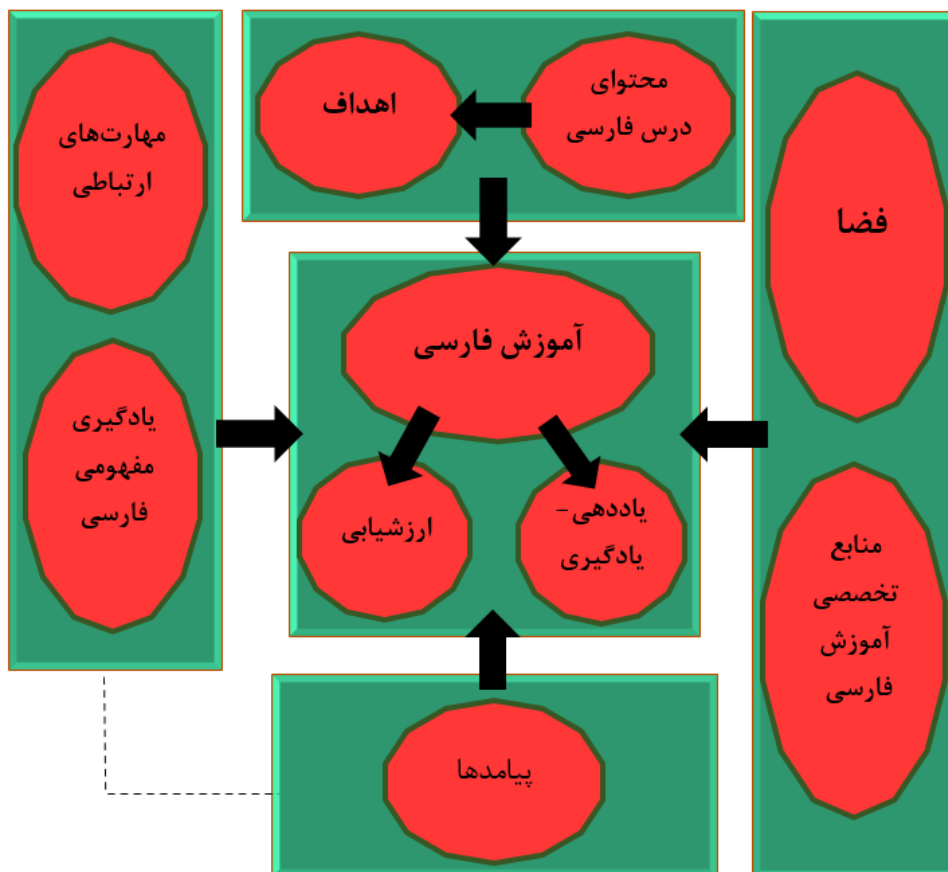 محتوای
درس فارسی
اهداف
مهارت‌های
ارتباطی
فضا
آموزش فارسی
یادگیری
مفهومی
فارسی
یاددهی –
یادگیری
ارزشیابی
منابع
تخصصی
آموزش
فارسی
پیامدها